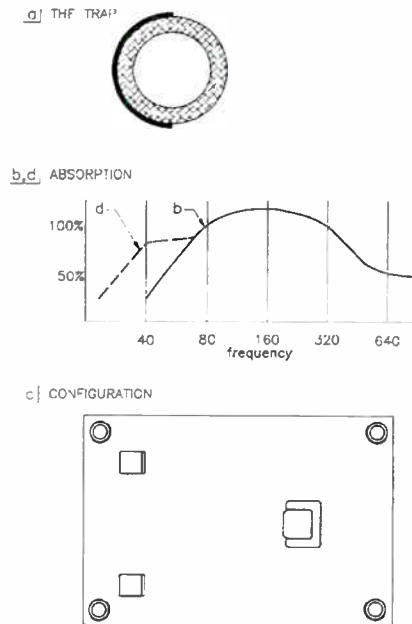 a] THE TRAP
b,d, ABSORPTION
d
b
100%
50%
40 80 160 320 640
frequency
c] CONFIGURATION